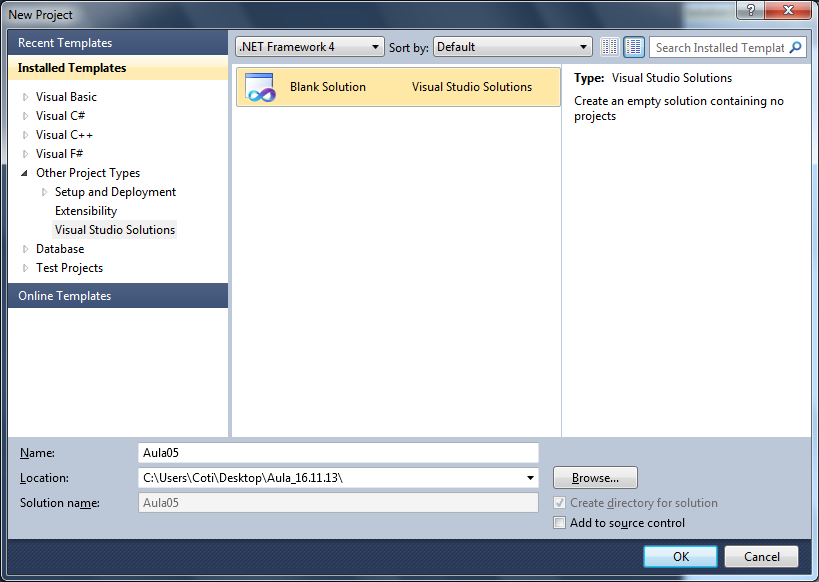 New Project
Recent Templates
Installed Templates
Visual Basic
Visual C#
Visual C++
Visual F#
Other Project Types
Setup and Deployment
Extensibility
Visual Studio Solutions
Database
Test Projects
Online Templates
.NET Framework 4 Sort by: Default Search Installed Templat
Blank Solution Visual Studio Solutions
Type: Visual Studio Solutions
Create an empty solution containing no
projects
Name: Aula05
Location: C:\Users\Coti\Desktop\Aula_16.11.13\ Browse...
Solution name: Aula05 Create directory for solution
Add to source control
OK Cancel